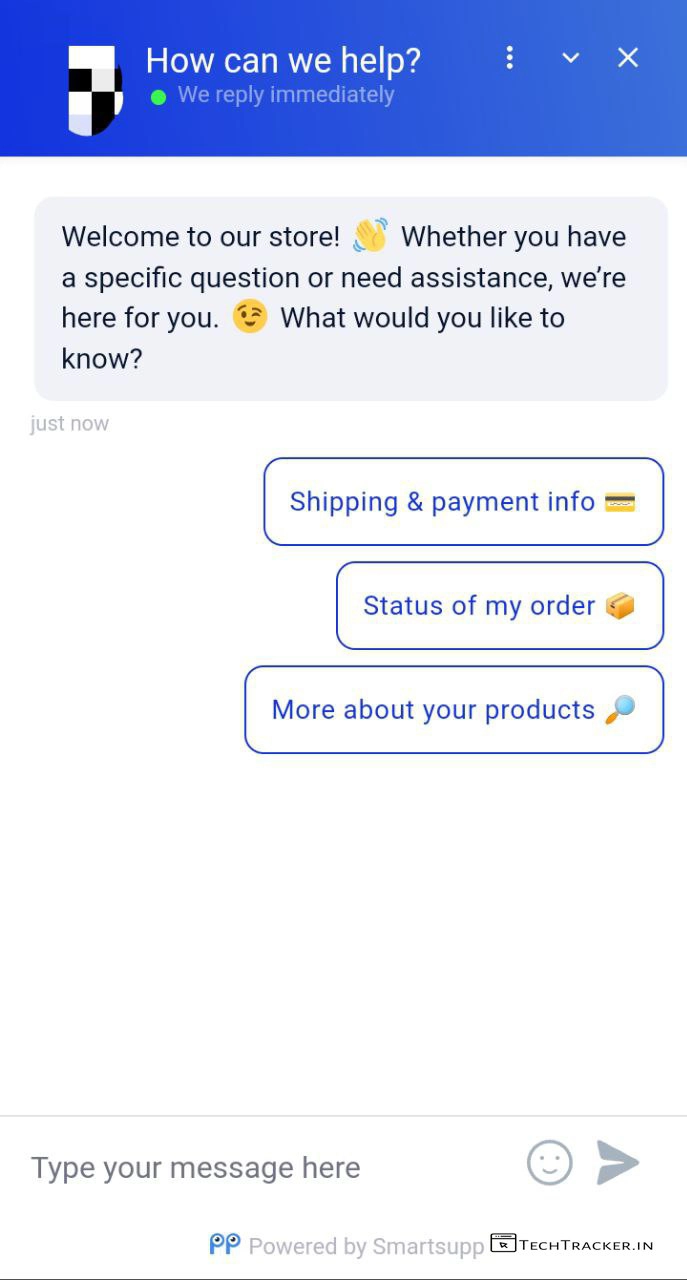 How can we help?
We reply immediately
Welcome to our store! 👋 Whether you have
a specific question or need assistance, we’re
here for you. 😉 What would you like to
know?
just now
Shipping & payment info 💳
Status of my order 📦
More about your products 🔎
Type your message here
Powered by Smartsupp TECHTRACKER.IN